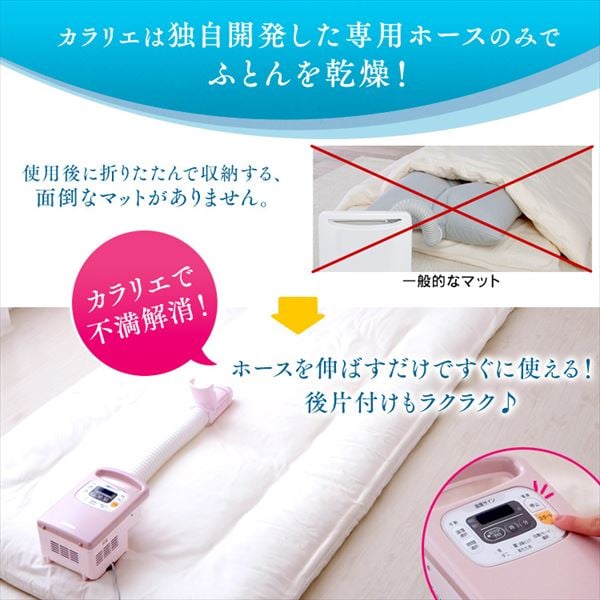 カラリエは独自開発した専用ホースのみで
ふとんを乾燥！
使用後に折りたたんで収納する、
面倒なマットがありません。
一般的なマット
カラリエで
不満解消！
ホースを伸ばすだけですぐに使える！
後片付けもラクラク♪